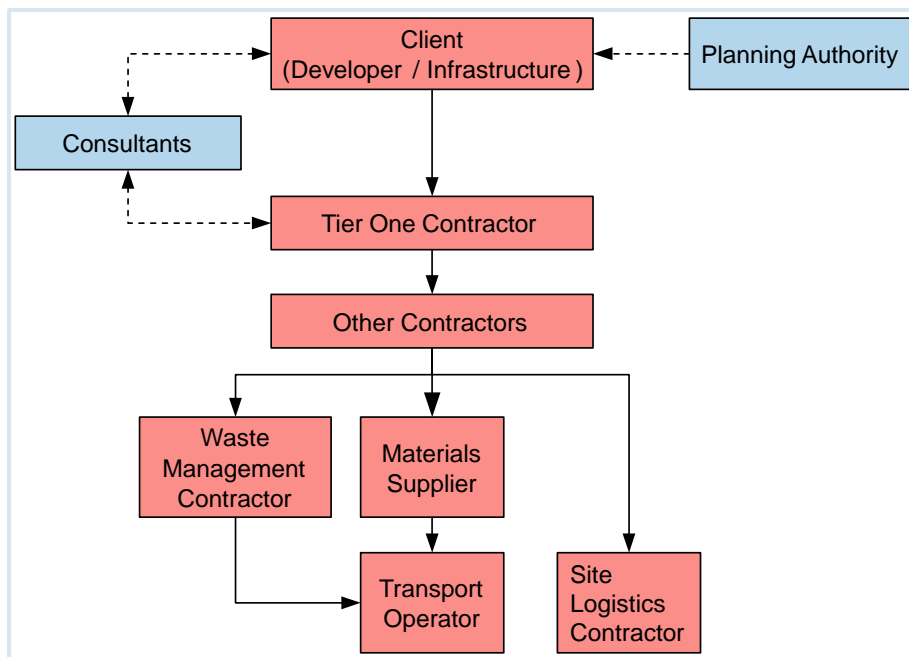 Client
(Developer / Infrastructure)
Planning Authority
Consultants
Tier One Contractor
Other Contractors
Waste
Management
Contractor
Materials
Supplier
Transport
Operator
Site
Logistics
Contractor